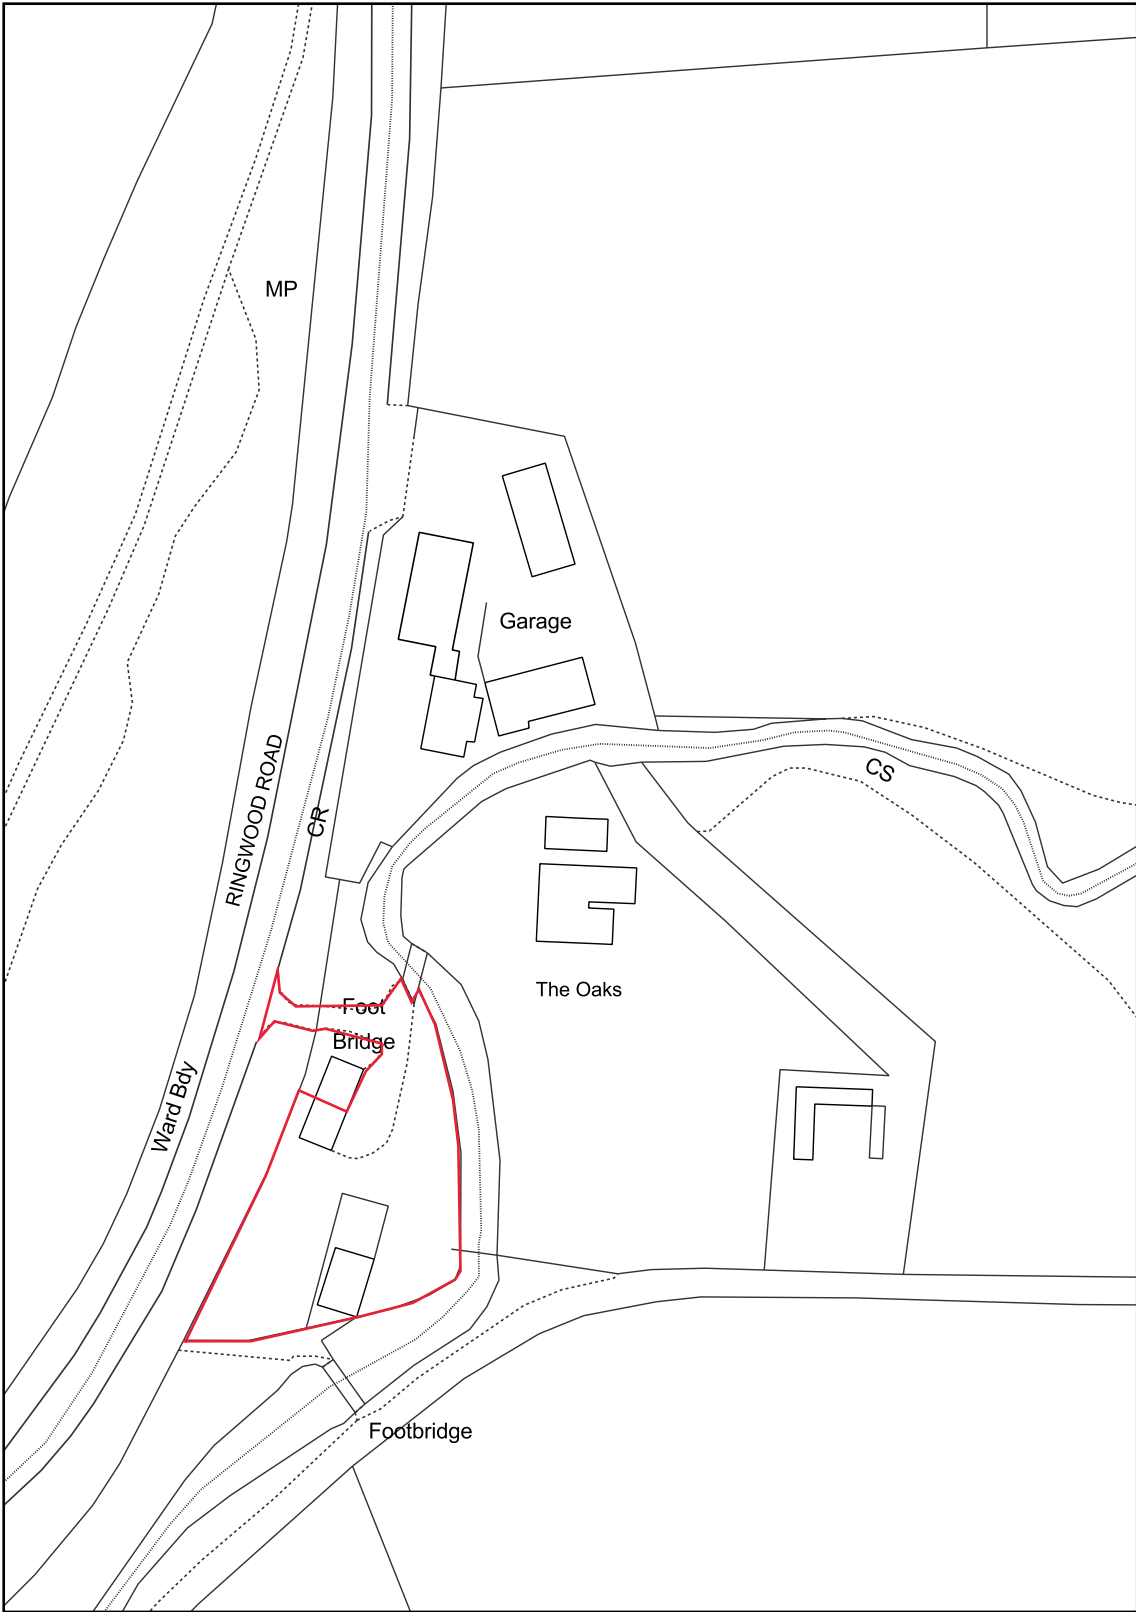 MP
Garage
RINGWOOD ROAD
CR
CS
The Oaks
Foot
Bridge
Ward Bdy
Footbridge